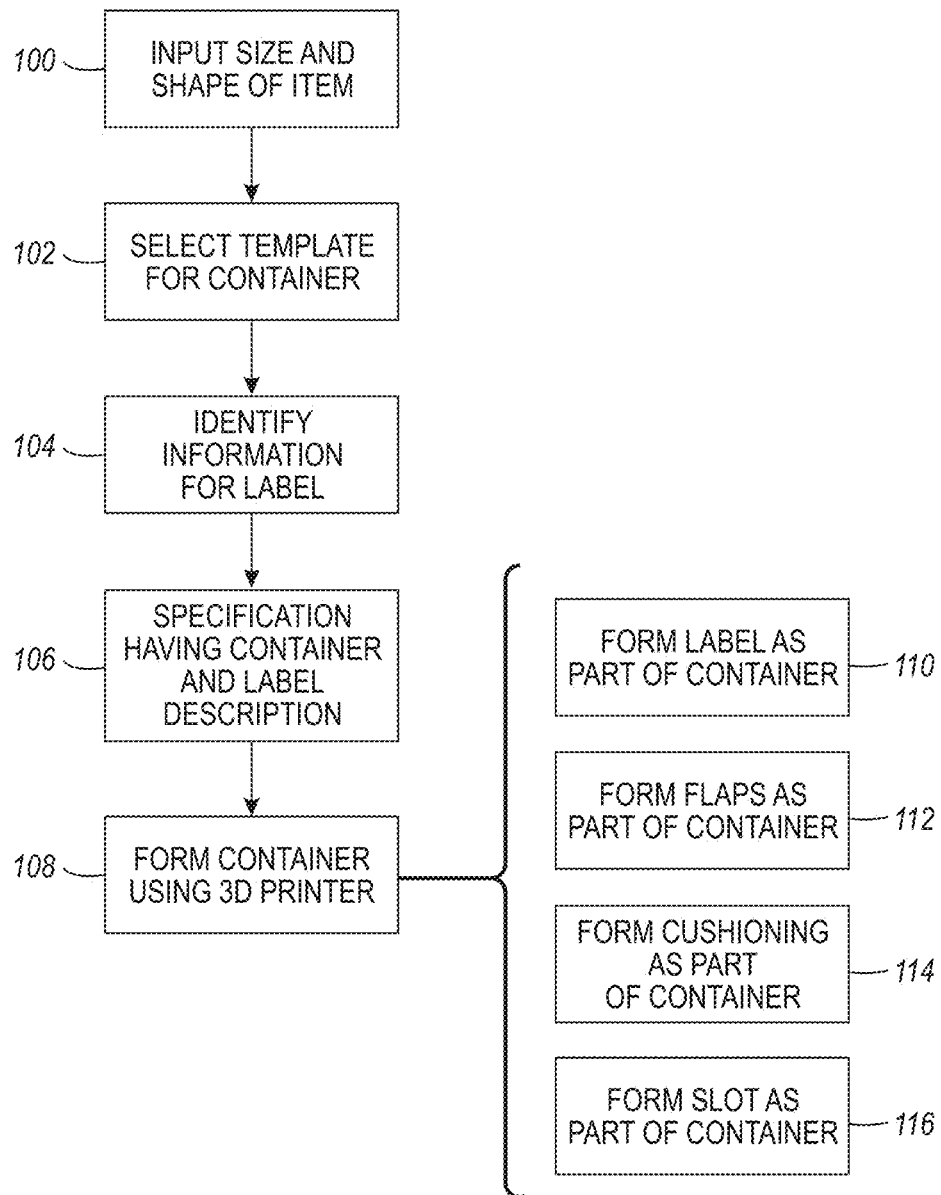 100
INPUT SIZE AND
SHAPE OF ITEM
102
SELECT TEMPLATE
FOR CONTAINER
104
IDENTIFY
INFORMATION
FOR LABEL
106
SPECIFICATION
HAVING CONTAINER
AND LABEL
DESCRIPTION
108
FORM CONTAINER
USING 3D PRINTER
FORM LABEL AS
PART OF CONTAINER
110
FORM FLAPS AS
PART OF CONTAINER
112
FORM CUSHIONING
AS PART
OF CONTAINER
114
FORM SLOT AS
PART OF CONTAINER
116